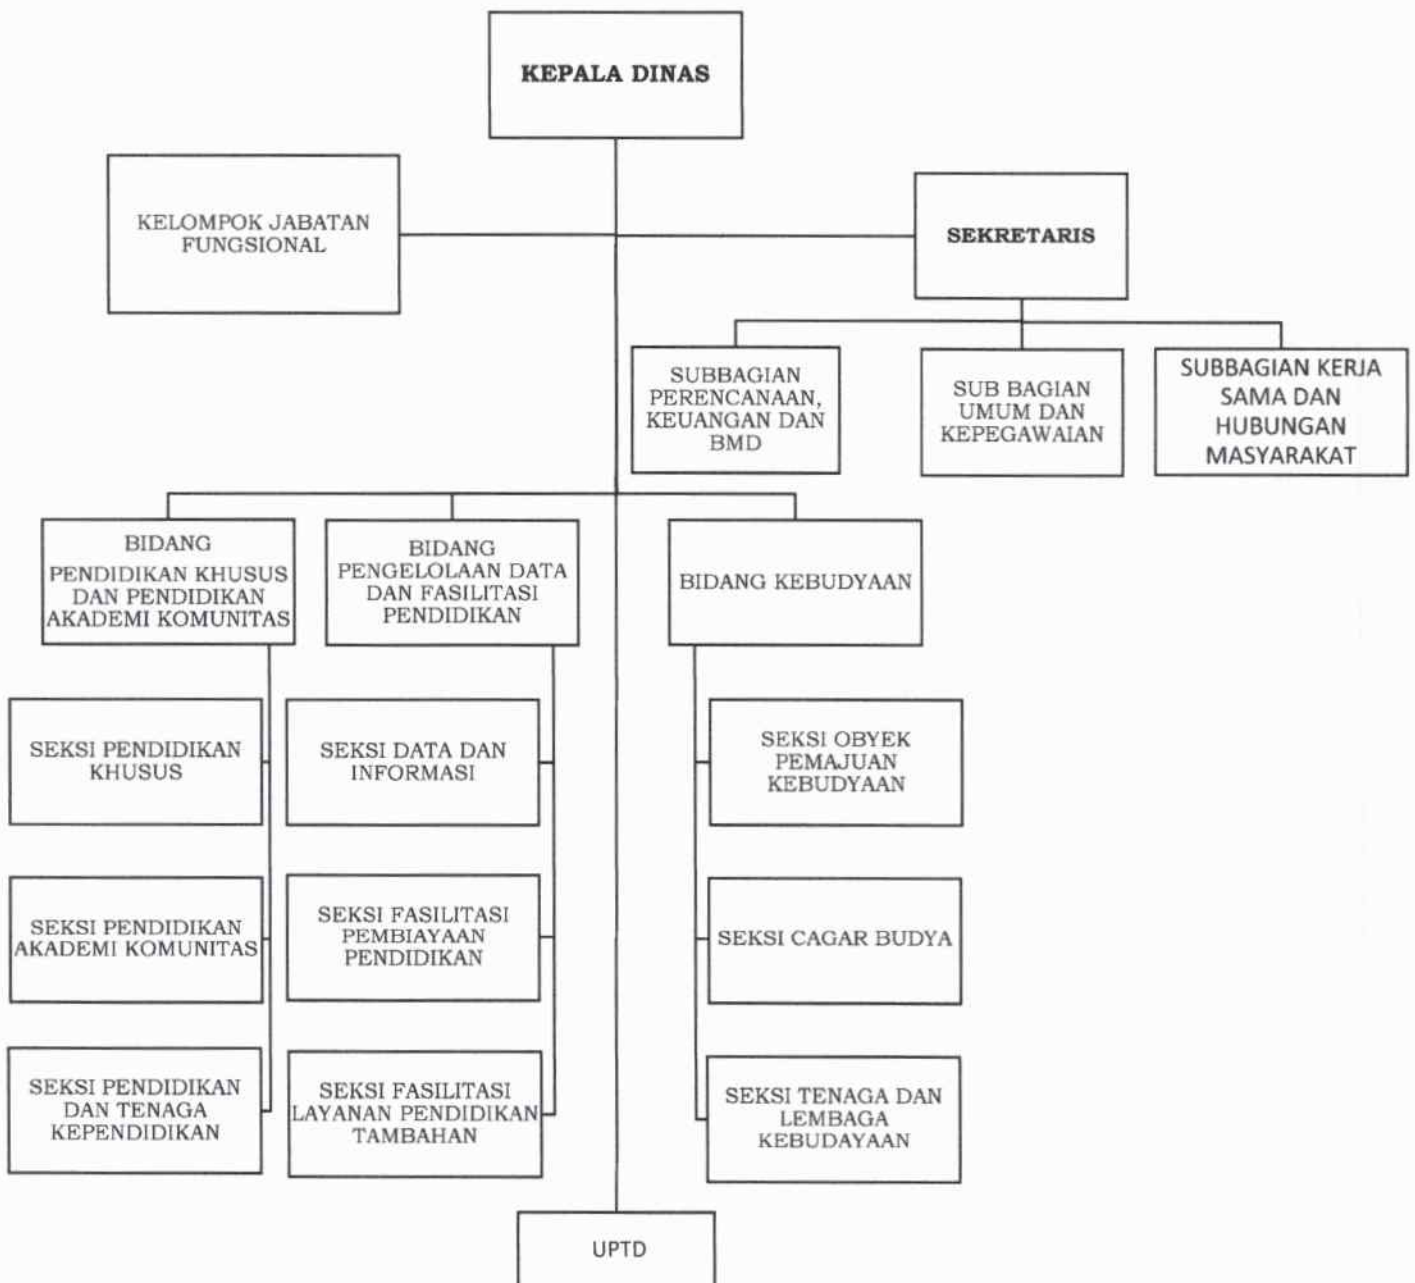 KEPALA DINAS
KELOMPOK JABATAN
FUNGSIONAL
SEKRETARIS
SUBBAGIAN
PERENCANAAN,
KEUANGAN DAN
BMD
SUB BAGIAN
UMUM DAN
KEPEGAWAIAN
SUBBAGIAN KERJA
SAMA DAN
HUBUNGAN
MASYARAKAT
BIDANG
PENDIDIKAN KHUSUS
DAN PENDIDIKAN
AKADEMI KOMUNITAS
BIDANG
PENGELOLAAN DATA
DAN FASILITASI
PENDIDIKAN
BIDANG KEBUDYAAN
SEKSI PENDIDIKAN
KHUSUS
SEKSI DATA DAN
INFORMASI
SEKSI OBYEK
PEMAJUAN
KEBUDYAAN
SEKSI PENDIDIKAN
AKADEMI KOMUNITAS
SEKSI FASILITASI
PEMBIAYAAN
PENDIDIKAN
SEKSI CAGAR BUDYA
SEKSI PENDIDIKAN
DAN TENAGA
KEPENDIDIKAN
SEKSI FASILITASI
LAYANAN PENDIDIKAN
TAMBAHAN
SEKSI TENAGA DAN
LEMBAGA
KEBUDAYAAN
UPTD